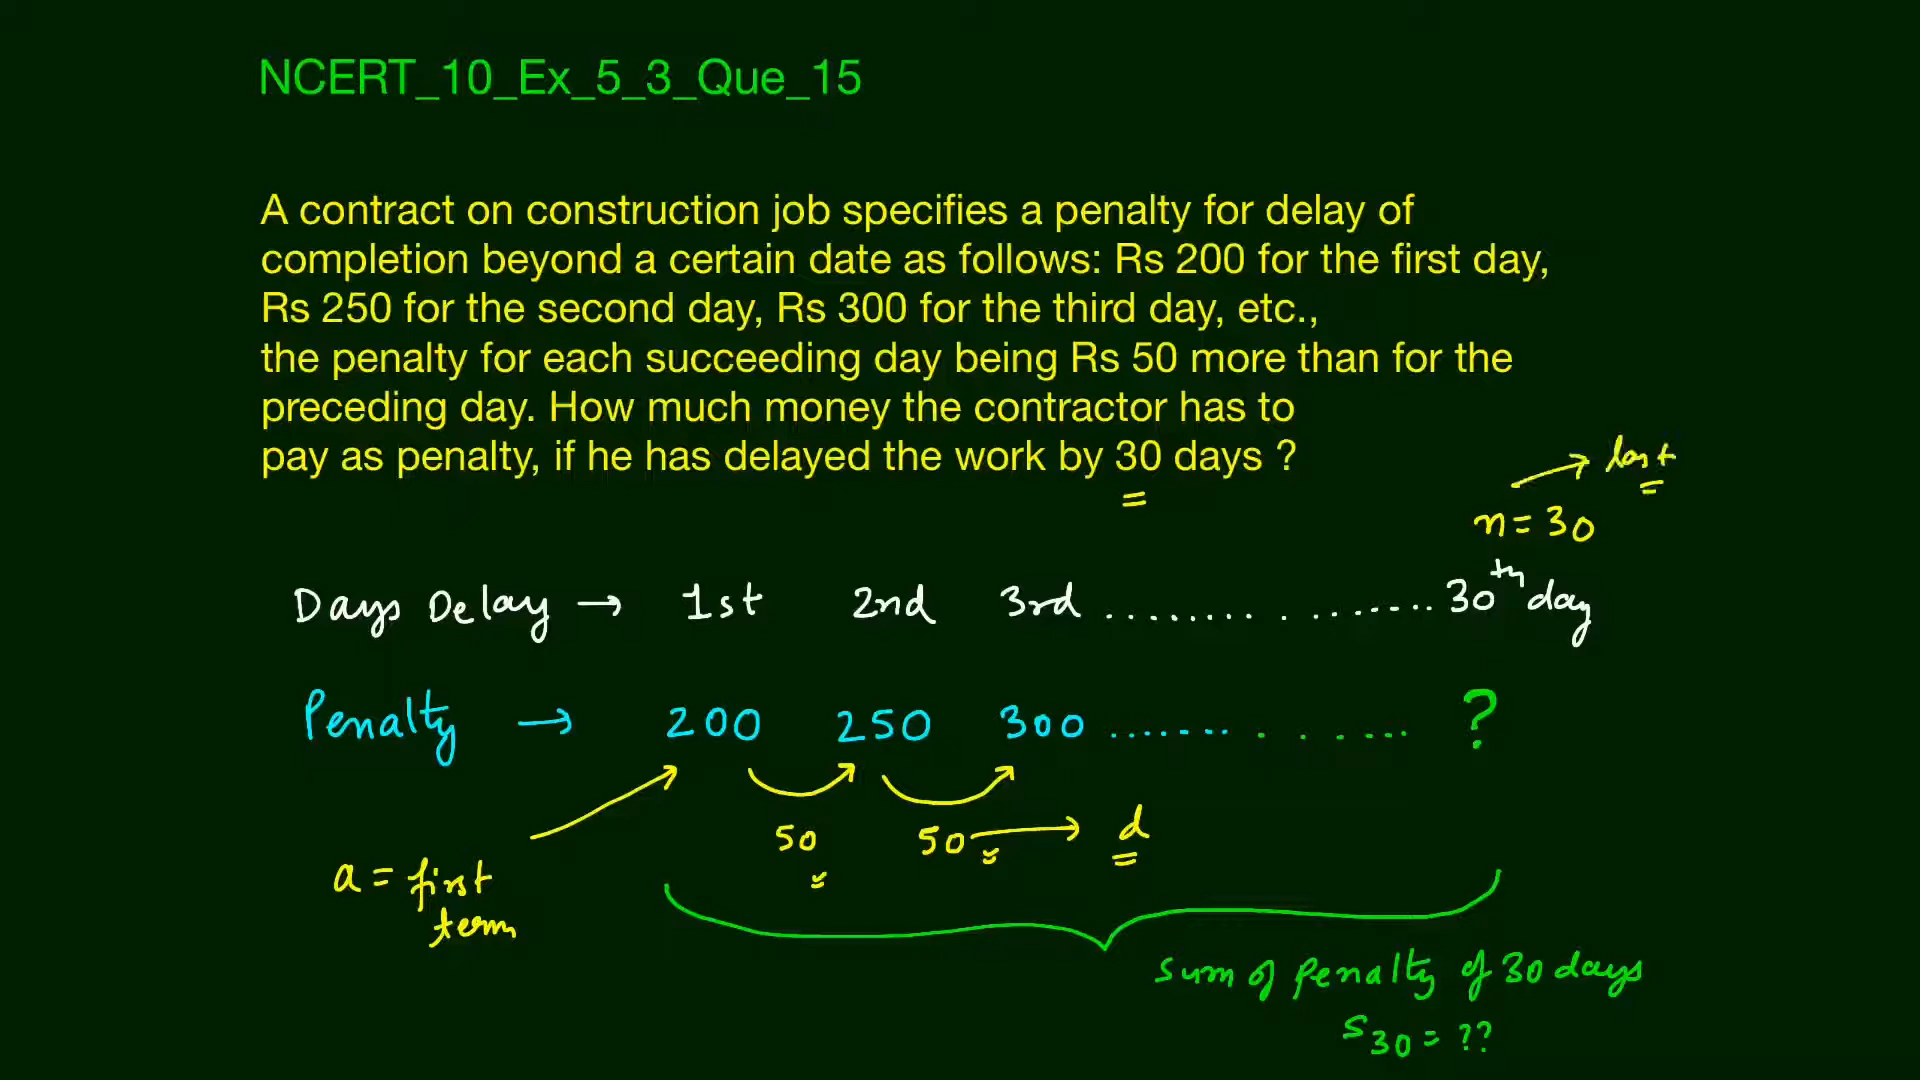 NCERT_10_Ex_5_3_Que_15
A contract on construction job specifies a penalty for delay of
completion beyond a certain date as follows: Rs 200 for the first day,
Rs 250 for the second day, Rs 300 for the third day, etc.,
the penalty for each succeeding day being Rs 50 more than for the
preceding day. How much money the contractor has to
pay as penalty, if he has delayed the work by 30 days ?
last
n = 30
Days Delay → 1st 2nd 3rd .................. 30th day
Penalty → 200 250 300 .................. ?
50 50 → d
a = first
term
sum of penalty of 30 days
S30 = ??